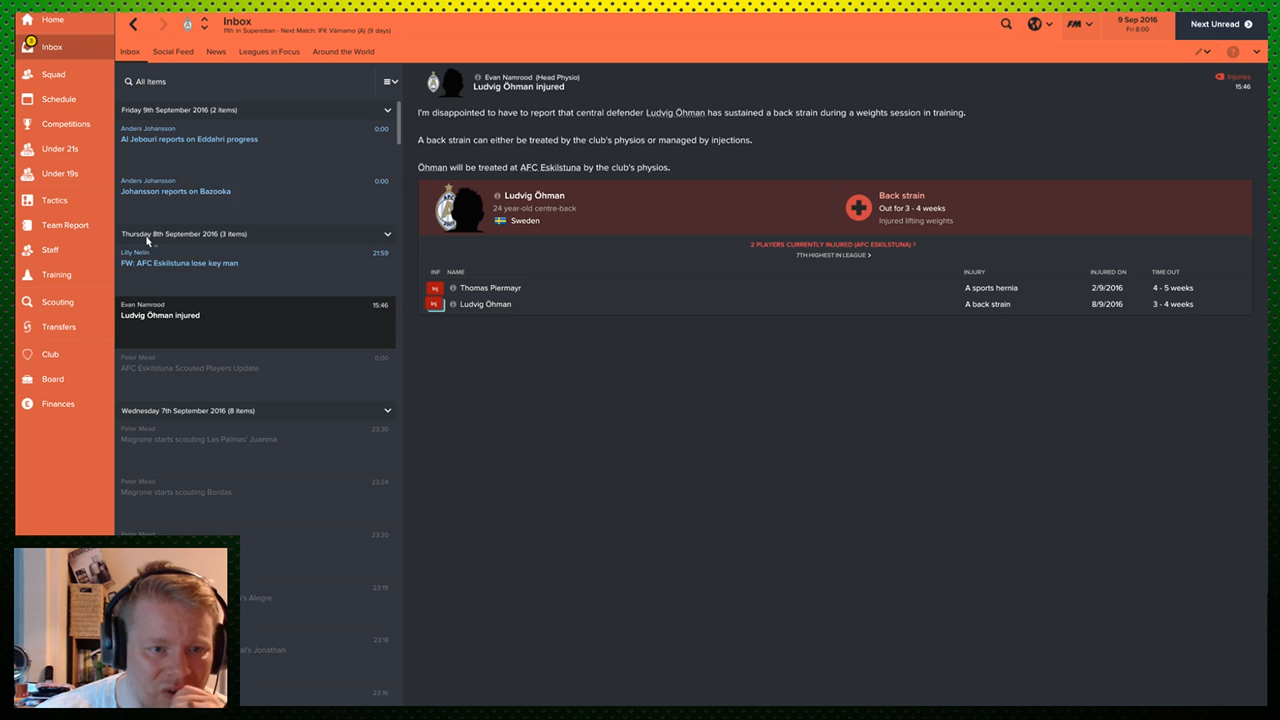 Home
Inbox
3
Squad
Schedule
Competitions
Under 21s
Under 19s
Tactics
Team Report
Staff
Training
Scouting
Transfers
Club
Board
Finances
Inbox
11th in Superettan - Next Match: IFK Värnamo (A) (9 days)
FM
9 Sep 2016
Fri 8:00
Next Unread
Inbox
Social Feed
News
Leagues in Focus
Around the World
All Items
Friday 9th September 2016 (2 items)
Anders Johansson
0:00
Al Jebouri reports on Eddahri progress
Anders Johansson
0:00
Johansson reports on Bazooka
Thursday 8th September 2016 (3 items)
Lilly Nelin
21:59
FW: AFC Eskilstuna lose key man
Evan Namrood
15:46
Ludvig Öhman injured
Peter Mead
0:00
AFC Eskilstuna Scouted Players Update
Wednesday 7th September 2016 (8 items)
Peter Mead
23:30
Magrone starts scouting Las Palmas' Juanma
Peter Mead
23:24
Magrone starts scouting Bordas
Peter Mead
23:20
23:19
's Alegre
23:18
al's Jonathan
23:16
Evan Namrood (Head Physio)
Ludvig Öhman injured
Injuries
15:46
I'm disappointed to have to report that central defender Ludvig Öhman has sustained a back strain during a weights session in training.
A back strain can either be treated by the club's physios or managed by injections.
Öhman will be treated at AFC Eskilstuna by the club's physios.
Ludvig Öhman
24 year-old centre-back
Sweden
Back strain
Out for 3 - 4 weeks
Injured lifting weights
2 PLAYERS CURRENTLY INJURED (AFC ESKILSTUNA) >
7TH HIGHEST IN LEAGUE >
INF NAME INJURY INJURED ON TIME OUT
Inj Thomas Piermayr A sports hernia 2/9/2016 4 - 5 weeks
Inj Ludvig Öhman A back strain 8/9/2016 3 - 4 weeks